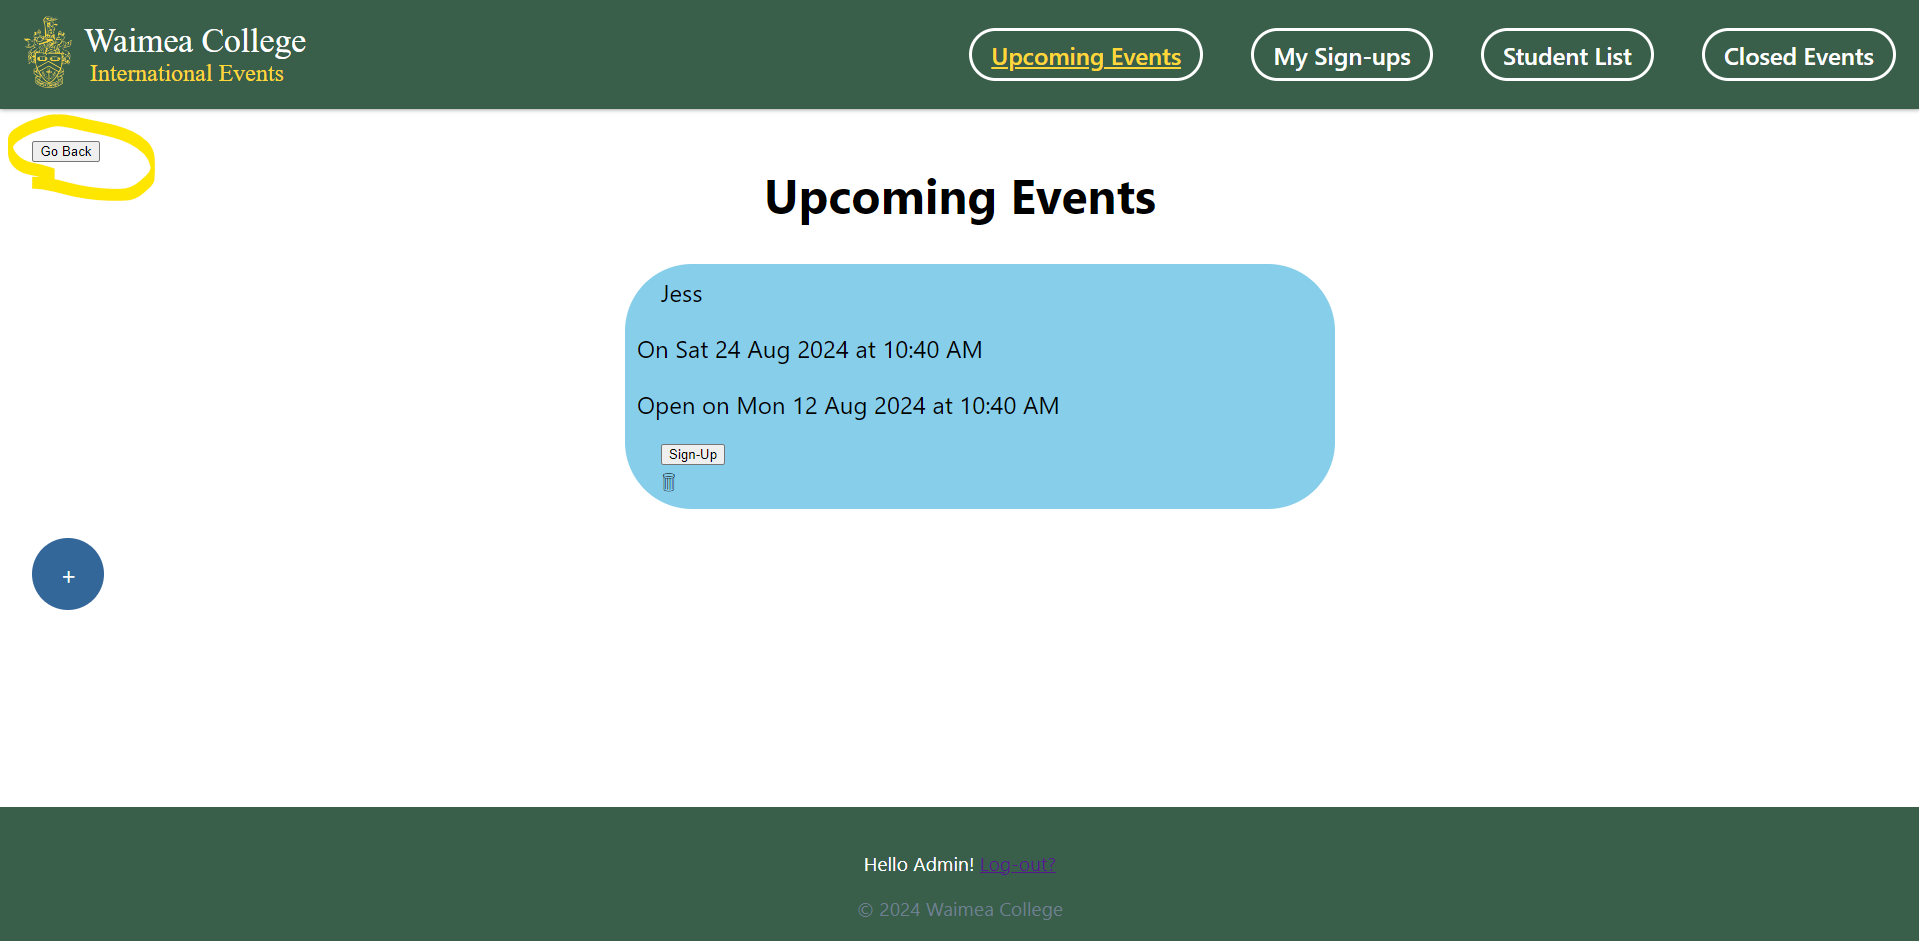 Waimea College
International Events
Upcoming Events
My Sign-ups
Student List
Closed Events
Go Back
Upcoming Events
Jess
On Sat 24 Aug 2024 at 10:40 AM
Open on Mon 12 Aug 2024 at 10:40 AM
Sign-Up
+
Hello Admin! Log-out?
© 2024 Waimea College